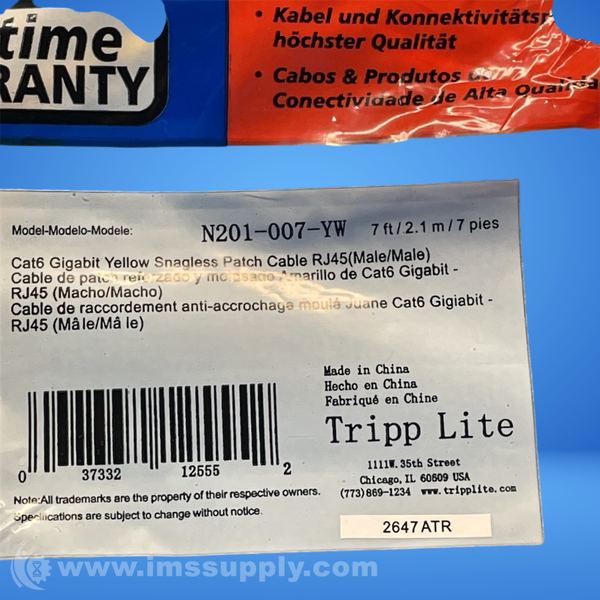 time
RANTY
• Kabel und
höchster Qualität
• Cabos & Produtos
Conectividade de Alta
Model-Modelo-Modele: N201-007-YW 7 ft / 2.1 m / 7 pies
Cat6 Gigabit Yellow Snagless Patch Cable RJ45(Male/Male)
Cable de patch reforzado y moldsado Amarillo de Cat6 Gigabit -
RJ45 (Macho/Macho)
Cable de raccordement anti-accrochage moulé Juane Cat6 Gigiabit -
RJ45 (Mâle/Mâ le)
Made in China
Hecho en China
Fabriqué en Chine
Tripp Lite
1111W. 35th Street
Chicago, IL 60609 USA
(773)869-1234 www.tripplite.com
0 37332 12555 2
Note:All trademarks are the property of their respective owners.
Specifications are subject to change without notice.
2647ATR
www.imssupply.com